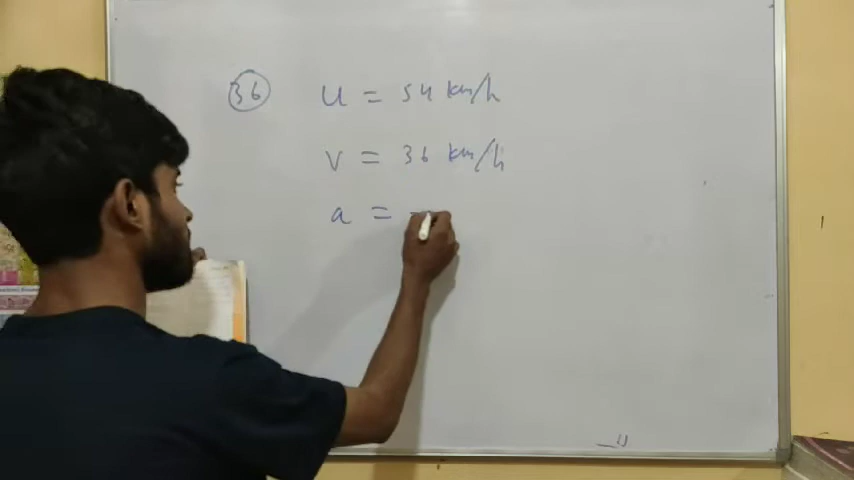 36 u = 54 km/h
v = 36 km/h
a = -